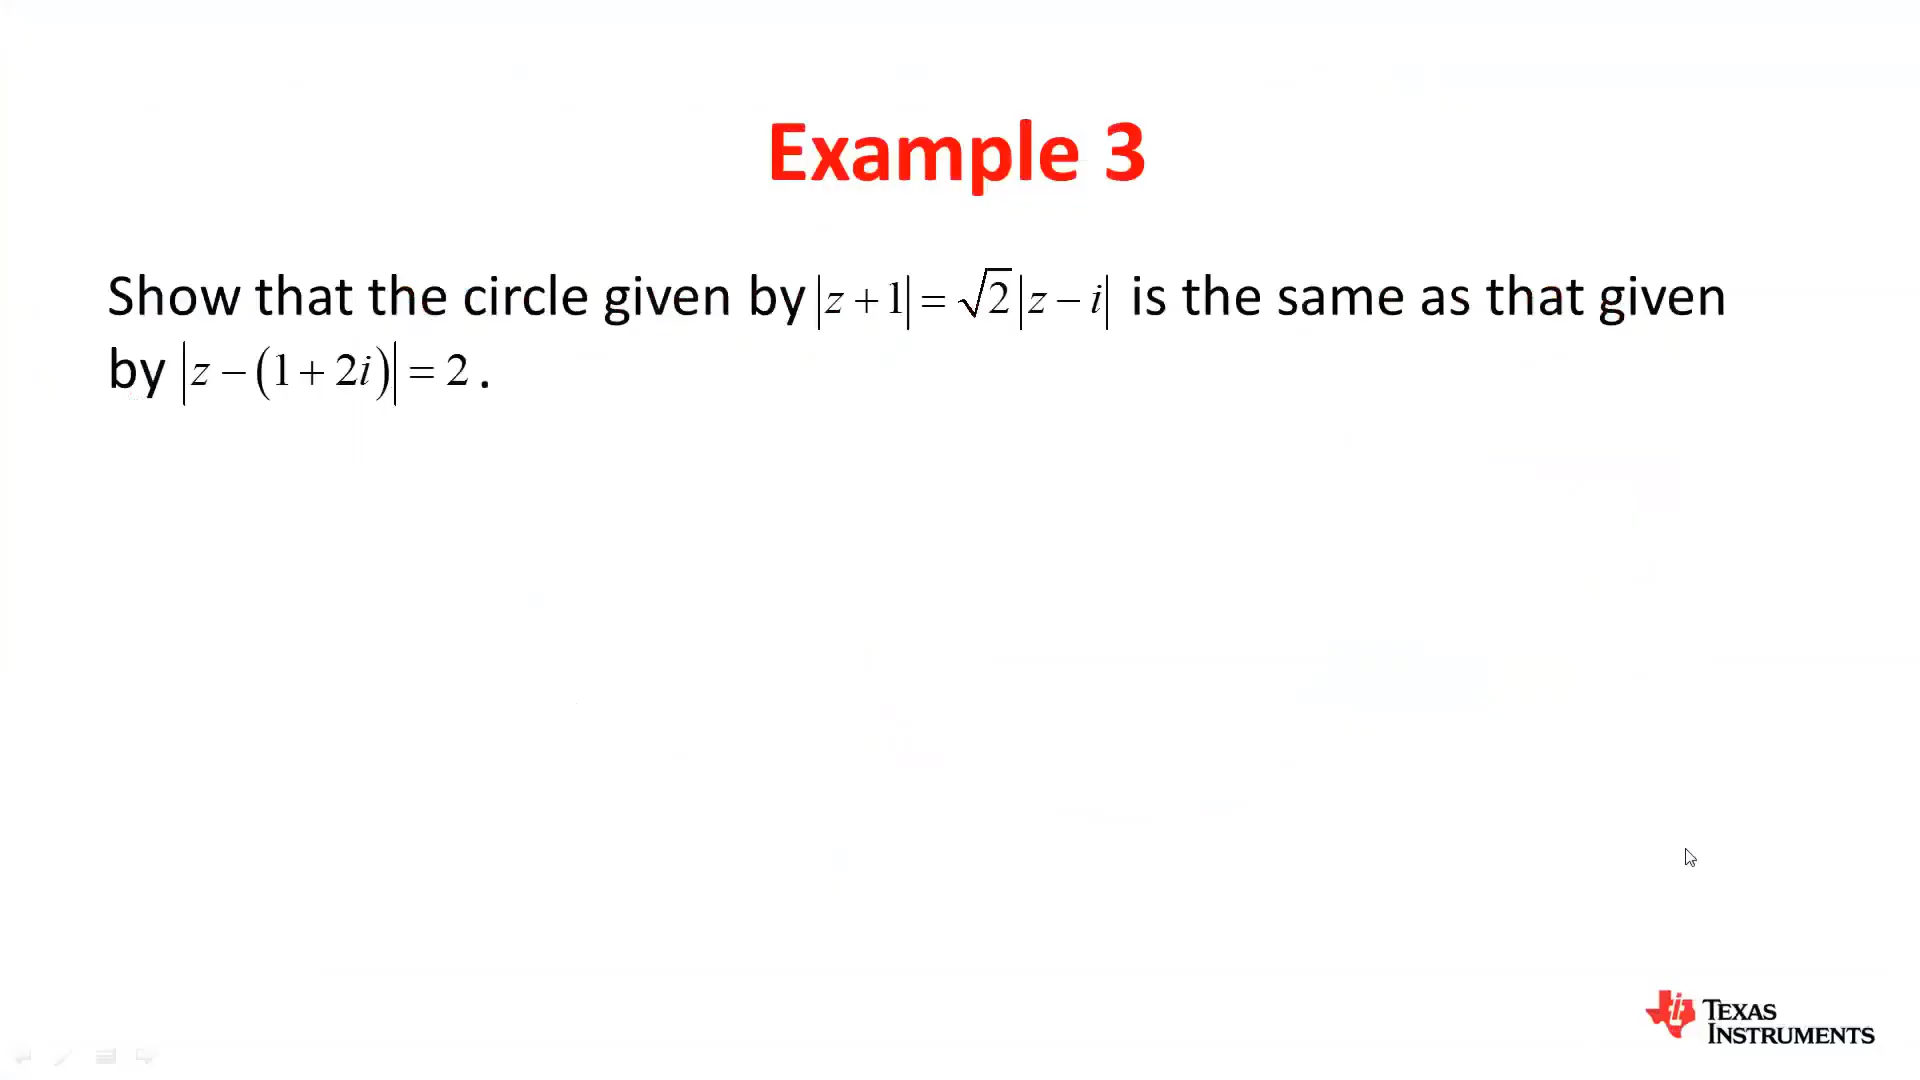 Example 3
Show that the circle given by |z + 1| = √2|z − i| is the same as that given
by |z − (1 + 2i)| = 2 .
TEXAS
INSTRUMENTS